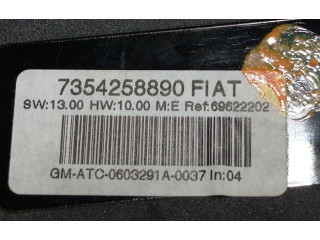 7354258890 FIAT
SW:13.00 HW:10.00 M:E Ref:69622202
GM-ATC-0603291A-0037 In:04